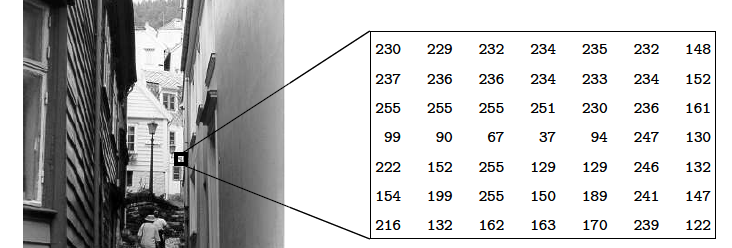 230 229 232 234 235 232 148
237 236 236 234 233 234 152
255 255 255 251 230 236 161
99 90 67 37 94 247 130
222 152 255 129 129 246 132
154 199 255 150 189 241 147
216 132 162 163 170 239 122